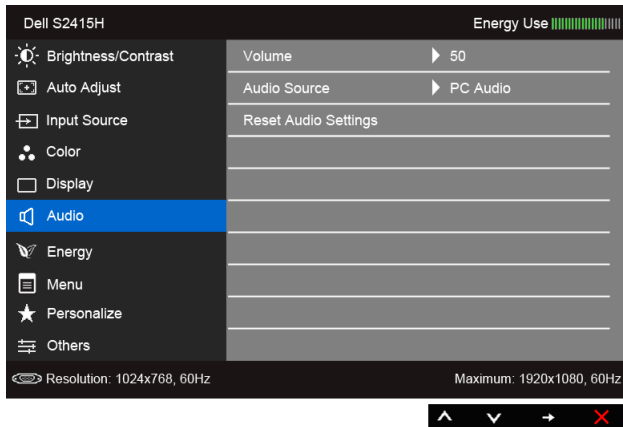 Dell S2415H Energy Use
Brightness/Contrast Volume 50
Auto Adjust Audio Source PC Audio
Input Source Reset Audio Settings
Color
Display
Audio
Energy
Menu
Personalize
Others
Resolution: 1024x768, 60Hz Maximum: 1920x1080, 60Hz